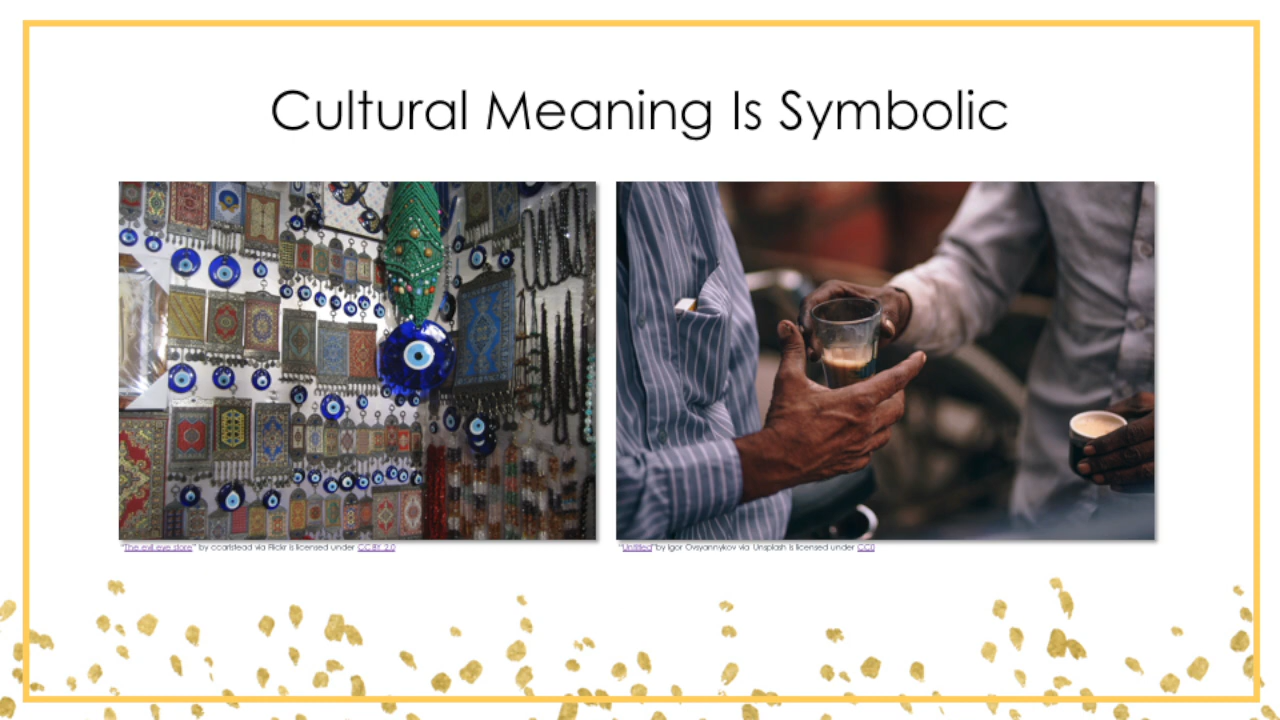 Cultural Meaning Is Symbolic
"The evil eye store" by ccarlstead via Flickr is licensed under CC BY 2.0
"Untitled"by Igor Ovsyannykov via Unsplash is licensed under CC0